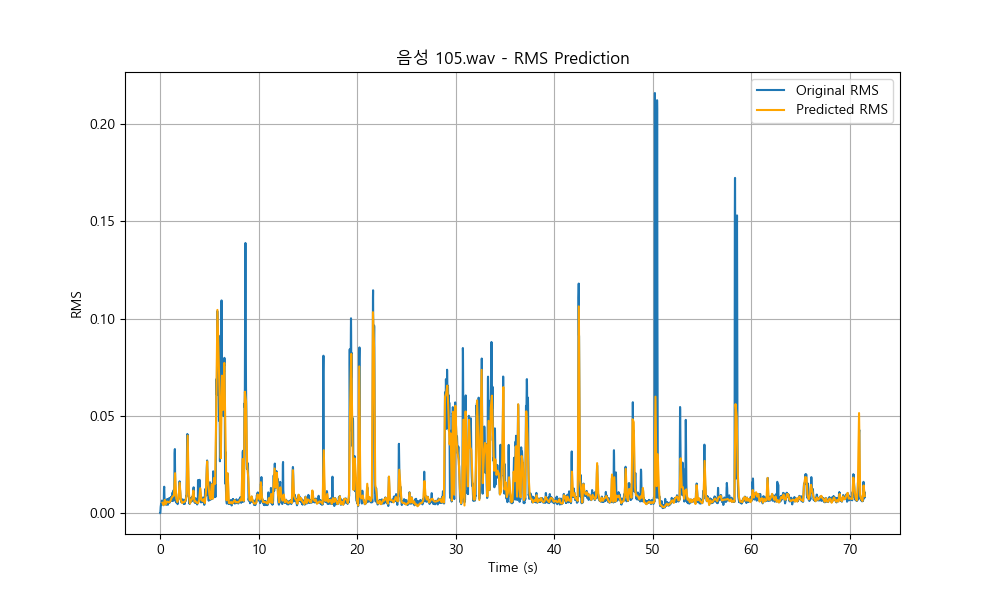 음성 105.wav - RMS Prediction
Original RMS
Predicted RMS
RMS
0.20
0.15
0.10
0.05
0.00
0 10 20 30 40 50 60 70
Time (s)